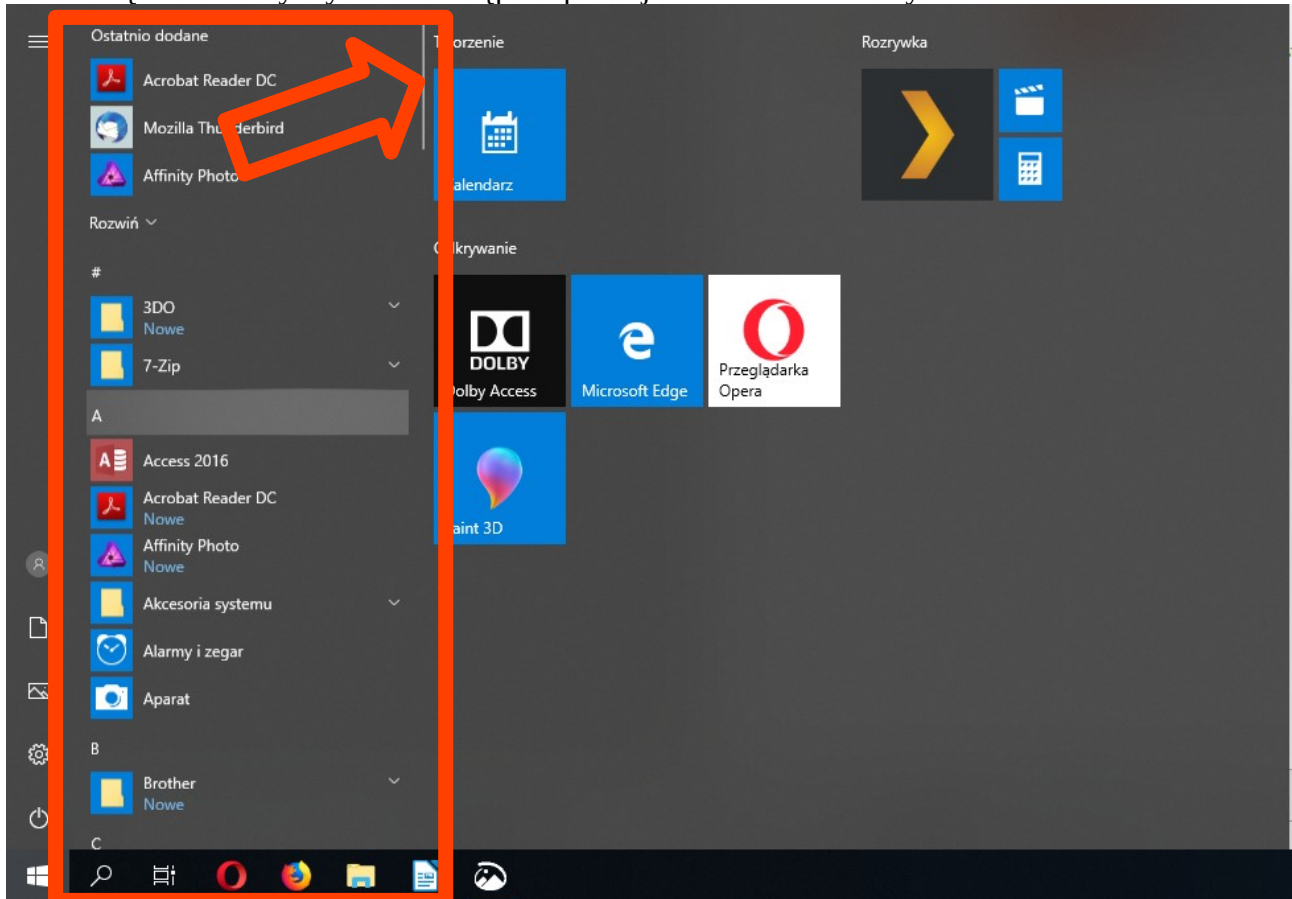 Ostatnio dodane
Acrobat Reader DC
Mozilla Thunderbird
Affinity Photo
Rozwiń
#
3DO
Nowe
7-Zip
A
Access 2016
Acrobat Reader DC
Nowe
Affinity Photo
Nowe
Akcesoria systemu
Alarmy i zegar
Aparat
B
Brother
Nowe
C
Tworzenie
Kalendarz
Odkrywanie
DOLBY
Dolby Access
Microsoft Edge
Przeglądarka
Opera
Paint 3D
Rozrywka